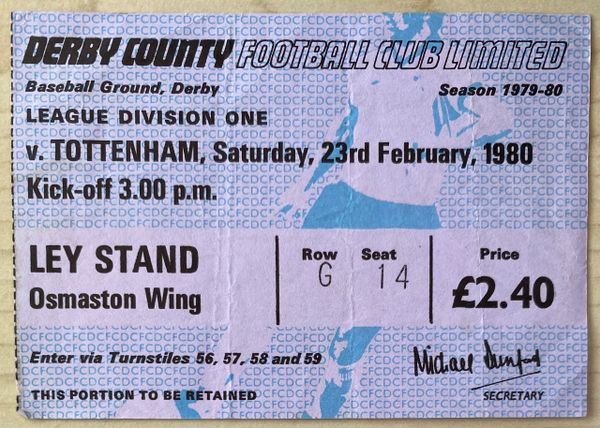 DERBY COUNTY FOOTBALL CLUB LIMITED
Baseball Ground, Derby Season 1979-80
LEAGUE DIVISION ONE
v. TOTTENHAM, Saturday, 23rd February, 1980
Kick-off 3.00 p.m.
LEY STAND
Osmaston Wing
Row Seat
G 14
Price
£2.40
Enter via Turnstiles 56, 57, 58 and 59
Michael Dunford
SECRETARY
THIS PORTION TO BE RETAINED